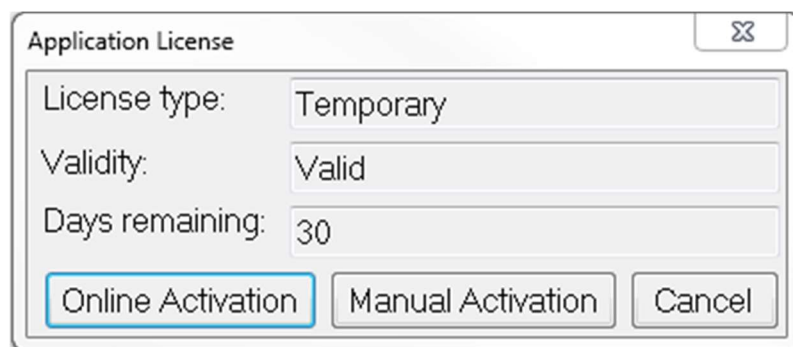 Application License
License type: Temporary
Validity: Valid
Days remaining: 30
Online Activation Manual Activation Cancel